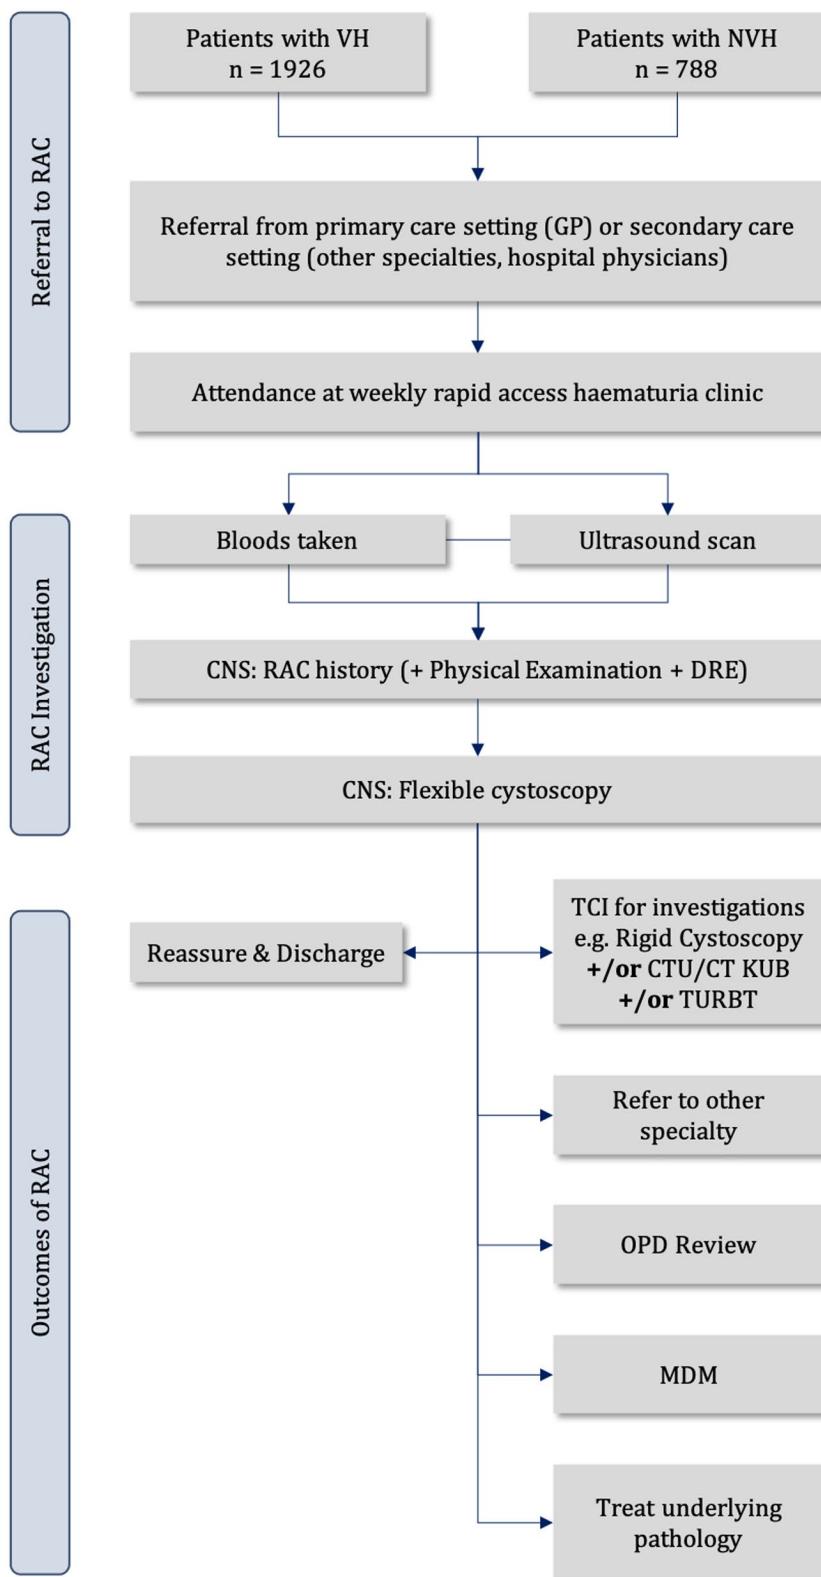 Referral to RAC
Patients with VH
n = 1926
Patients with NVH
n = 788
Referral from primary care setting (GP) or secondary care
setting (other specialties, hospital physicians)
Attendance at weekly rapid access haematuria clinic
RAC Investigation
Bloods taken
Ultrasound scan
CNS: RAC history (+ Physical Examination + DRE)
CNS: Flexible cystoscopy
Outcomes of RAC
Reassure & Discharge
TCI for investigations
e.g. Rigid Cystoscopy
+/or CTU/CT KUB
+/or TURBT
Refer to other
specialty
OPD Review
MDM
Treat underlying
pathology